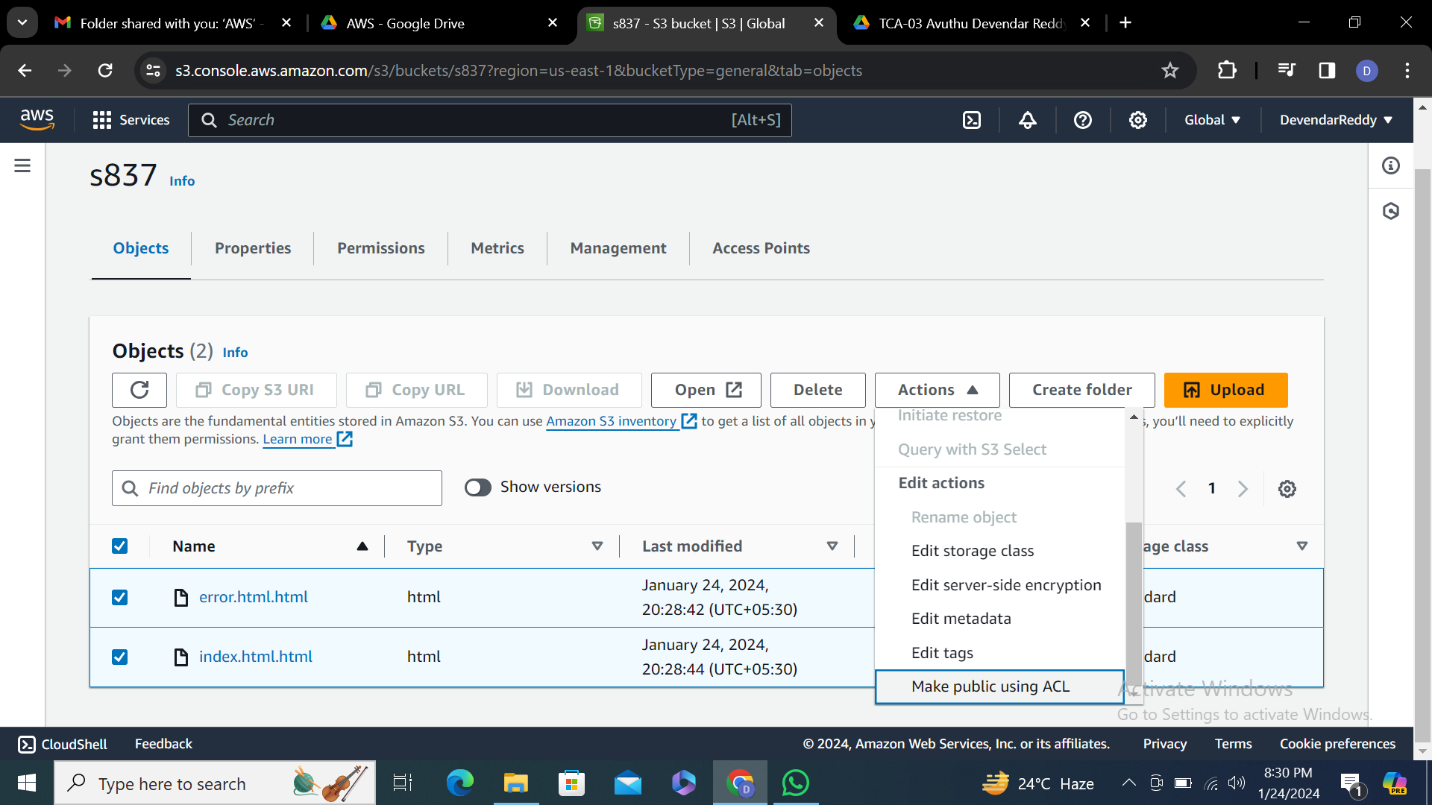 Folder shared with you: ‘AWS’ -
AWS - Google Drive
s837 - S3 bucket | S3 | Global
TCA-03 Avuthu Devendar Reddy
s3.console.aws.amazon.com/s3/buckets/s837?region=us-east-1&bucketType=general&tab=objects
D
aws
Services
Search
[Alt+S]
Global
DevendarReddy
s837 Info
Objects
Properties
Permissions
Metrics
Management
Access Points
Objects (2) Info
Copy S3 URI
Copy URL
Download
Open
Delete
Actions
Create folder
Upload
Objects are the fundamental entities stored in Amazon S3. You can use Amazon S3 inventory to get a list of all objects in y
s, you’ll need to explicitly
grant them permissions. Learn more
Initiate restore
Query with S3 Select
Edit actions
Rename object
Edit storage class
Edit server-side encryption
Edit metadata
Edit tags
Make public using ACL
Find objects by prefix
Show versions
1
Name
Type
Last modified
age class
error.html.html
html
January 24, 2024,
20:28:42 (UTC+05:30)
dard
index.html.html
html
January 24, 2024,
20:28:44 (UTC+05:30)
dard
Activate Windows
Go to Settings to activate Windows.
CloudShell
Feedback
© 2024, Amazon Web Services, Inc. or its affiliates.
Privacy
Terms
Cookie preferences
Type here to search
D
24°C Haze
8:30 PM
1/24/2024
1
PRE